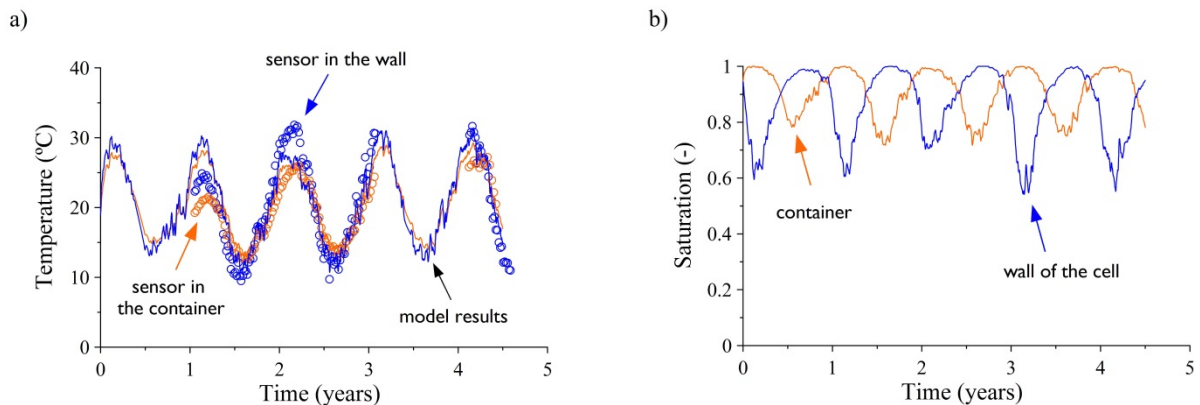 a)
sensor in the wall
40
30
20
10
0
Temperature (ºC)
sensor in
the container
model results
0 1 2 3 4 5
Time (years)
b)
1
0.8
0.6
0.4
0.2
0
Saturation (-)
container
wall of the cell
0 1 2 3 4 5
Time (years)